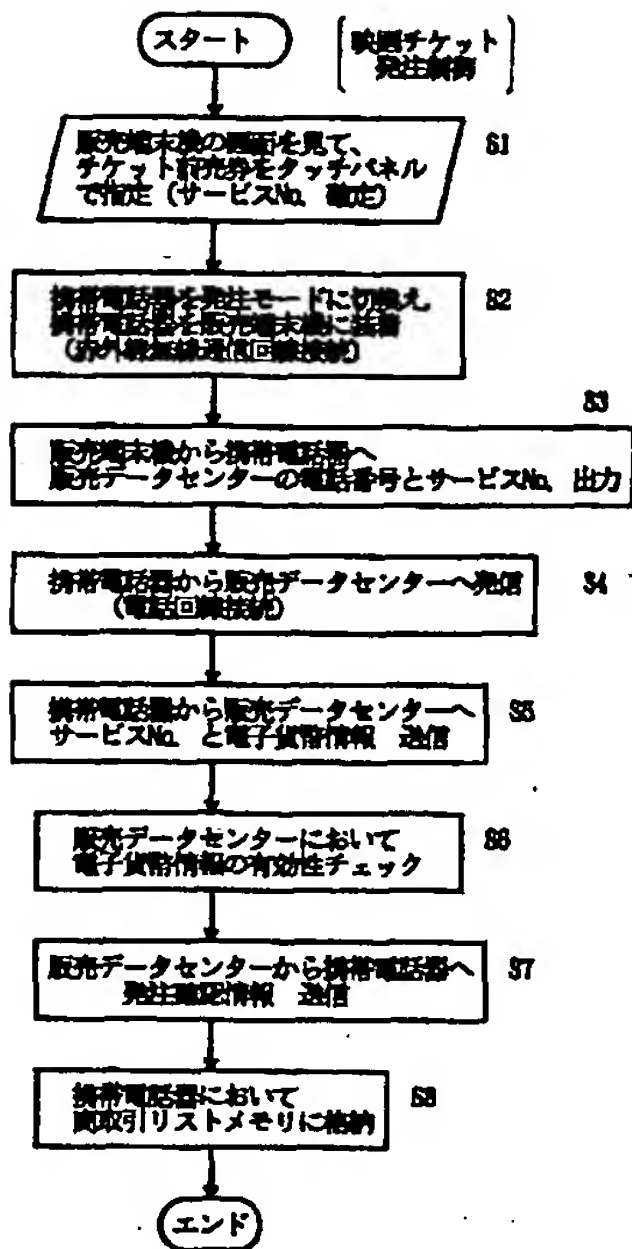 スタート
映画チケット
発注制御
販売端末機の画面を見て、
チケット前売券をタッチパネル
で指定（サービスNo. 確定）
S1
携帯電話器を発注モードに切換え、
携帯電話器を販売端末機に接着
（赤外線無線通信回線接続）
S2
S3
販売端末機から携帯電話器へ
販売データセンターの電話番号とサービスNo. 出力
携帯電話器から販売データセンターへ発信
（電話回線接続）
S4
携帯電話器から販売データセンターへ
サービスNo. と電子貨幣情報 送信
S5
販売データセンターにおいて
電子貨幣情報の有効性チェック
S6
販売データセンターから携帯電話器へ
発注確認情報 送信
S7
携帯電話器において
商取引リストメモリに格納
S8
エンド